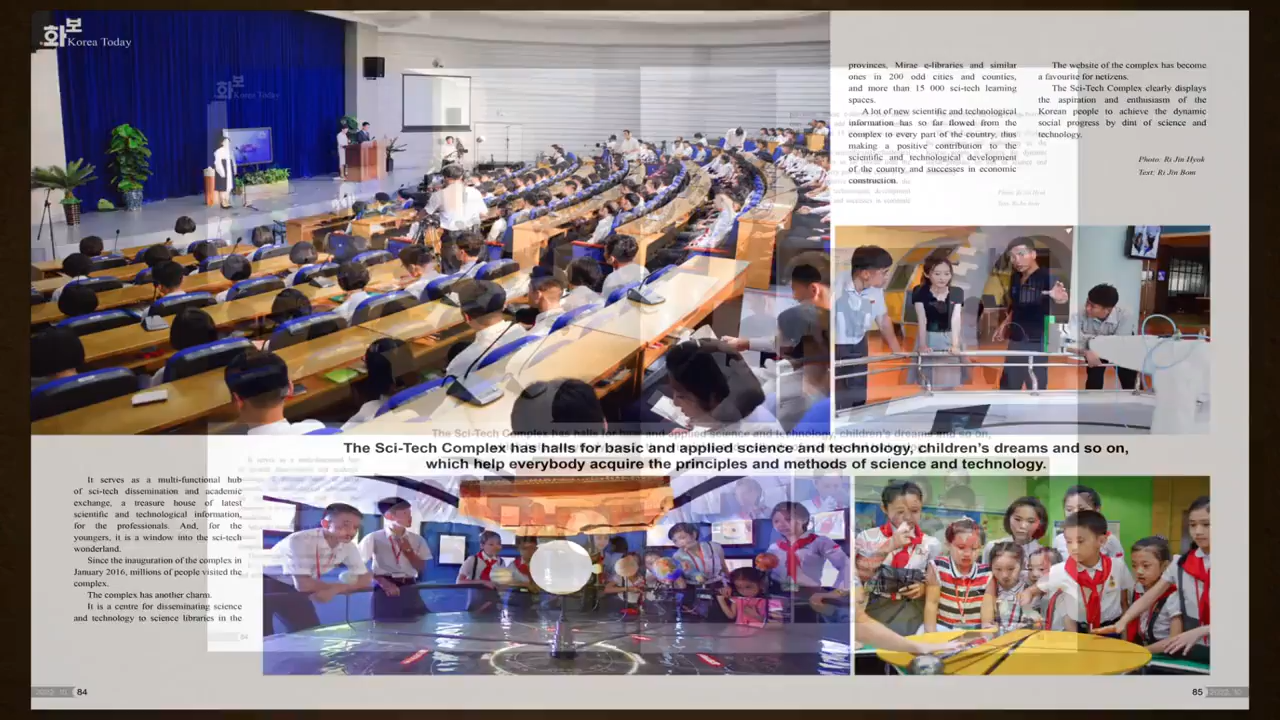 화보
Korea Today
provinces, Mirae e-libraries and similar
ones in 200 odd cities and counties,
and more than 15 000 sci-tech learning
spaces.
A lot of new scientific and technological
information has so far flowed from the
complex to every part of the country, thus
making a positive contribution to the
scientific and technological development
of the country and successes in economic
construction.
The website of the complex has become
a favourite for netizens.
The Sci-Tech Complex clearly displays
the aspiration and enthusiasm of the
Korean people to achieve the dynamic
social progress by dint of science and
technology.
Photo: Ri Jin Hyok
Text: Ri Jin Bom
The Sci-Tech Complex has halls for basic and applied science and technology, children's dreams and so on,
which help everybody acquire the principles and methods of science and technology.
It serves as a multi-functional hub
of sci-tech dissemination and academic
exchange, a treasure house of latest
scientific and technological information,
for the professionals. And, for the
youngers, it is a window into the sci-tech
wonderland.
Since the inauguration of the complex in
January 2016, millions of people visited the
complex.
The complex has another charm.
It is a centre for disseminating science
and technology to science libraries in the
2022. 10. 84
85 2022. 10